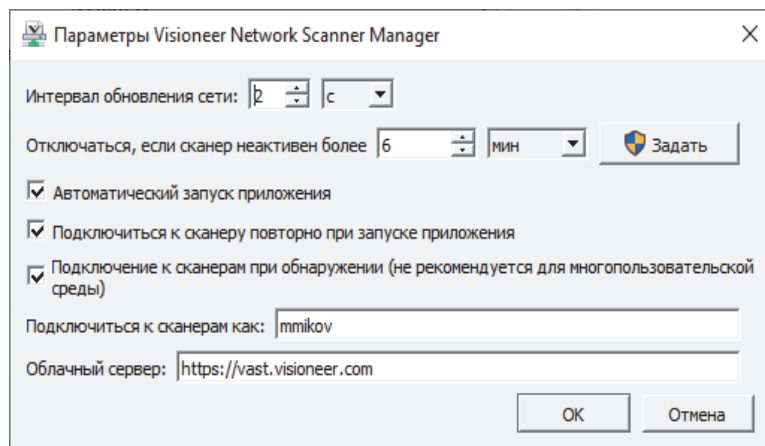 Параметры Visioneer Network Scanner Manager
Интервал обновления сети: 2 с
Отключаться, если сканер неактивен более 6 мин Задать
Автоматический запуск приложения
Подключиться к сканеру повторно при запуске приложения
Подключение к сканерам при обнаружении (не рекомендуется для многопользовательской
среды)
Подключиться к сканерам как: mmikov
Облачный сервер: https://vast.visioneer.com
OK Отмена